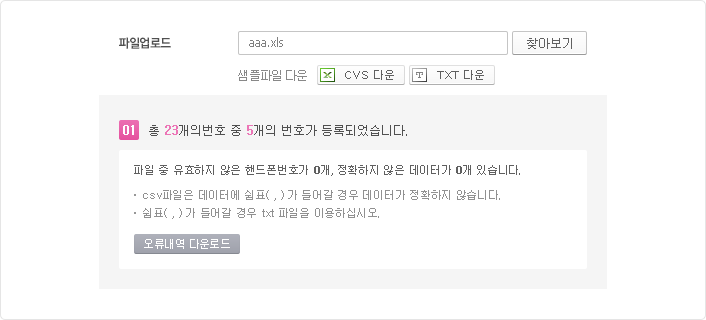 파일업로드 aaa.xls 찾아보기
샘플파일 다운 CVS 다운 TXT 다운
01 총 23개의번호 중 5개의 번호가 등록되었습니다.
파일 중 유효하지 않은 핸드폰번호가 0개, 정확하지 않은 데이터가 0개 있습니다.
· csv파일은 데이터에 쉼표( , ) 가 들어갈 경우 데이터가 정확하지 않습니다.
· 쉼표( , ) 가 들어갈 경우 txt 파일을 이용하십시오.
오류내역 다운로드